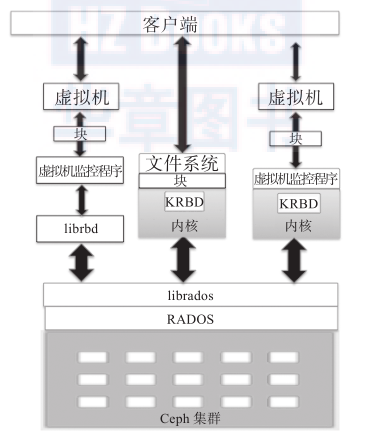 客户端
HZ BOOKS
华章图书
虚拟机
块
虚拟机监控程序
librbd
文件系统
块
KRBD
内核
虚拟机
块
虚拟机监控程序
KRBD
内核
librados
RADOS
Ceph 集群